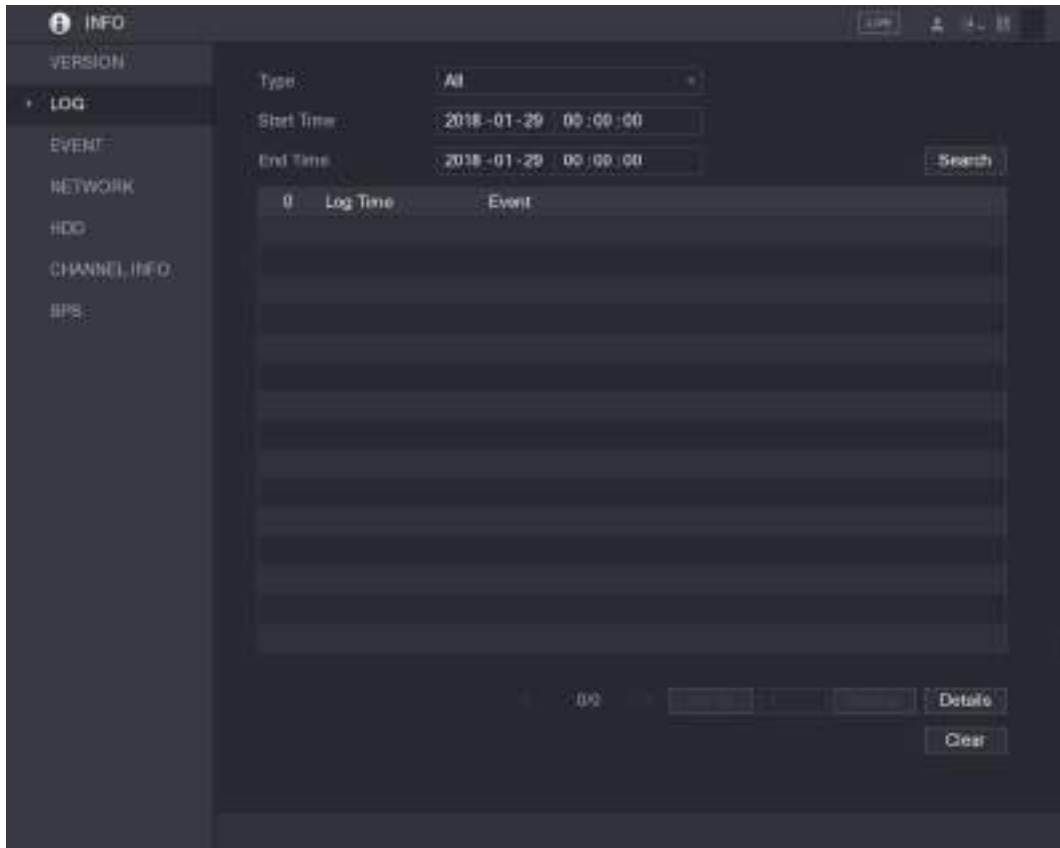 INFO
LIVE
VERSION
LOG
EVENT
NETWORK
HDD
CHANNEL INFO
BPS
Type All
Start Time 2018 -01 - 29 00 : 00 : 00
End Time 2018 -01 - 29 00 : 00 : 00
Search
0 Log Time Event
0/0
Details
Clear